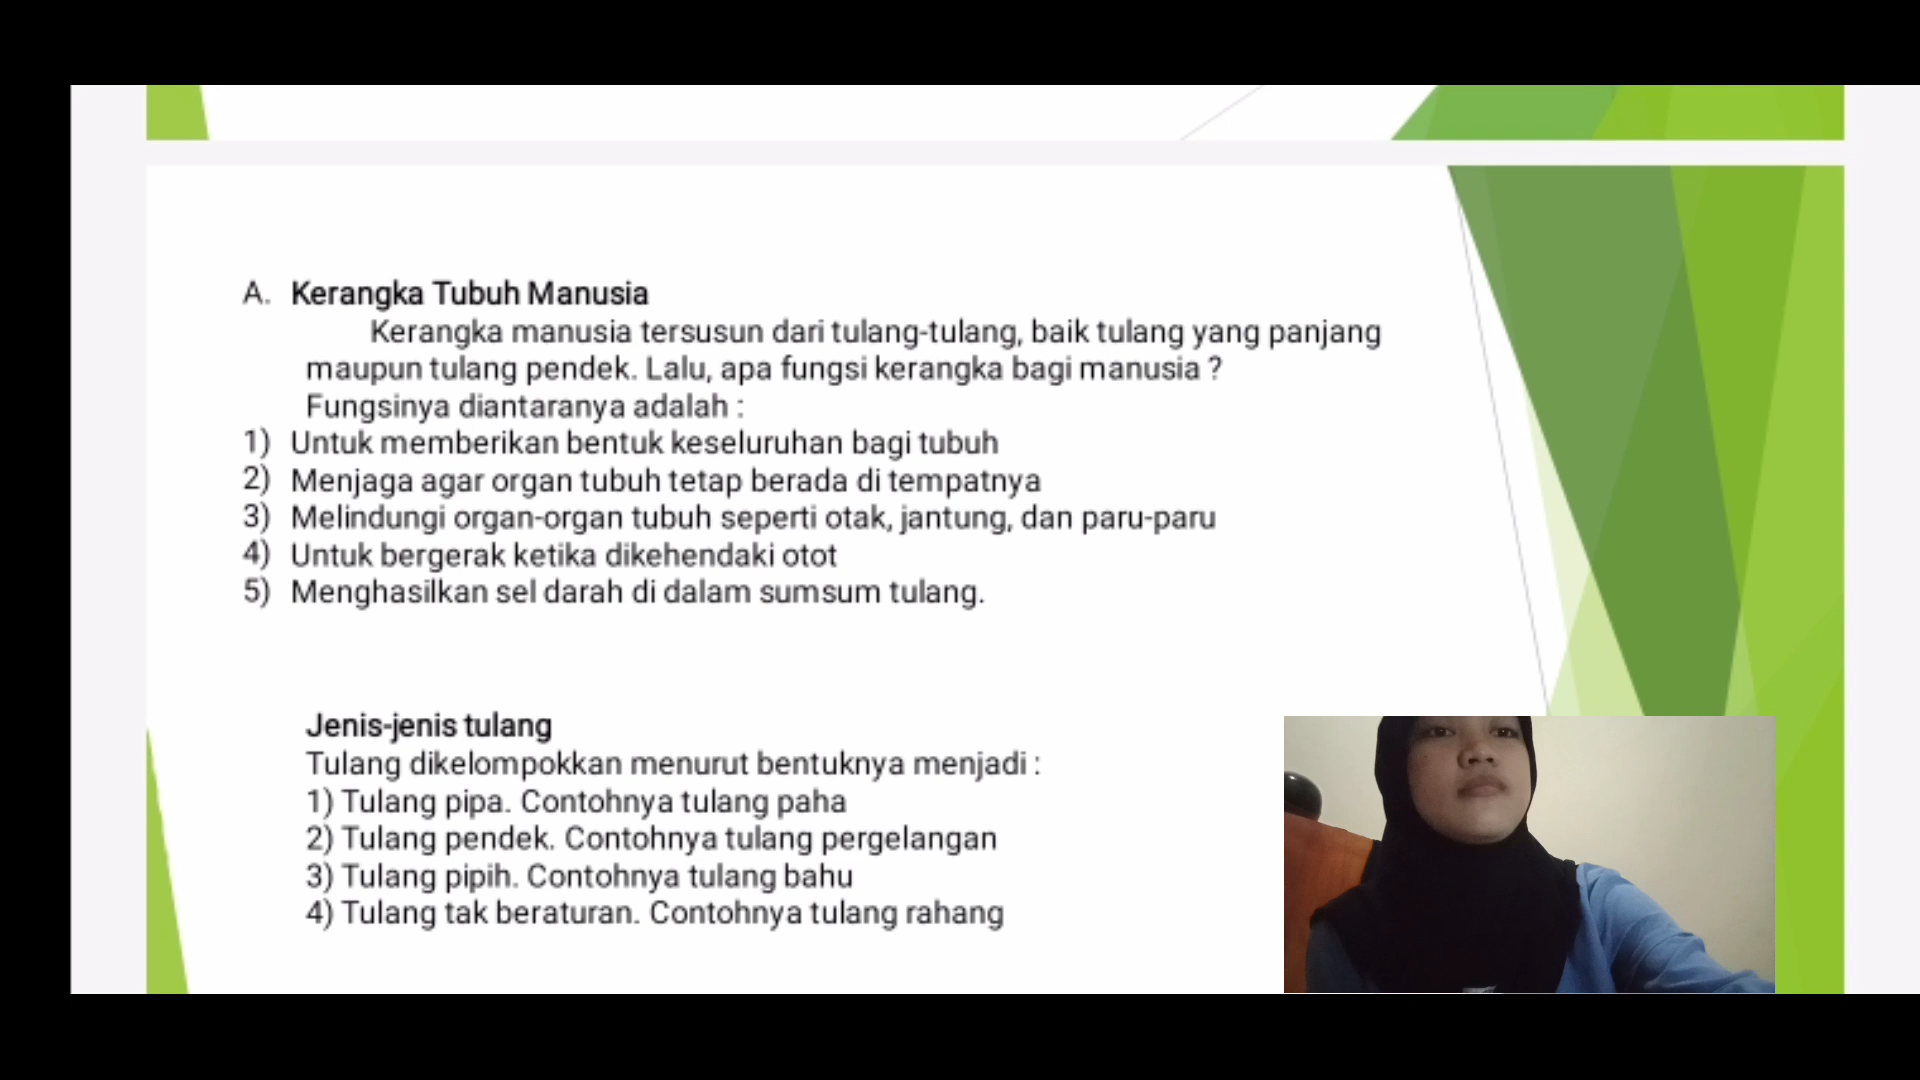 A. Kerangka Tubuh Manusia
Kerangka manusia tersusun dari tulang-tulang, baik tulang yang panjang
maupun tulang pendek. Lalu, apa fungsi kerangka bagi manusia ?
Fungsinya diantaranya adalah :
1) Untuk memberikan bentuk keseluruhan bagi tubuh
2) Menjaga agar organ tubuh tetap berada di tempatnya
3) Melindungi organ-organ tubuh seperti otak, jantung, dan paru-paru
4) Untuk bergerak ketika dikehendaki otot
5) Menghasilkan sel darah di dalam sumsum tulang.
Jenis-jenis tulang
Tulang dikelompokkan menurut bentuknya menjadi :
1) Tulang pipa. Contohnya tulang paha
2) Tulang pendek. Contohnya tulang pergelangan
3) Tulang pipih. Contohnya tulang bahu
4) Tulang tak beraturan. Contohnya tulang rahang